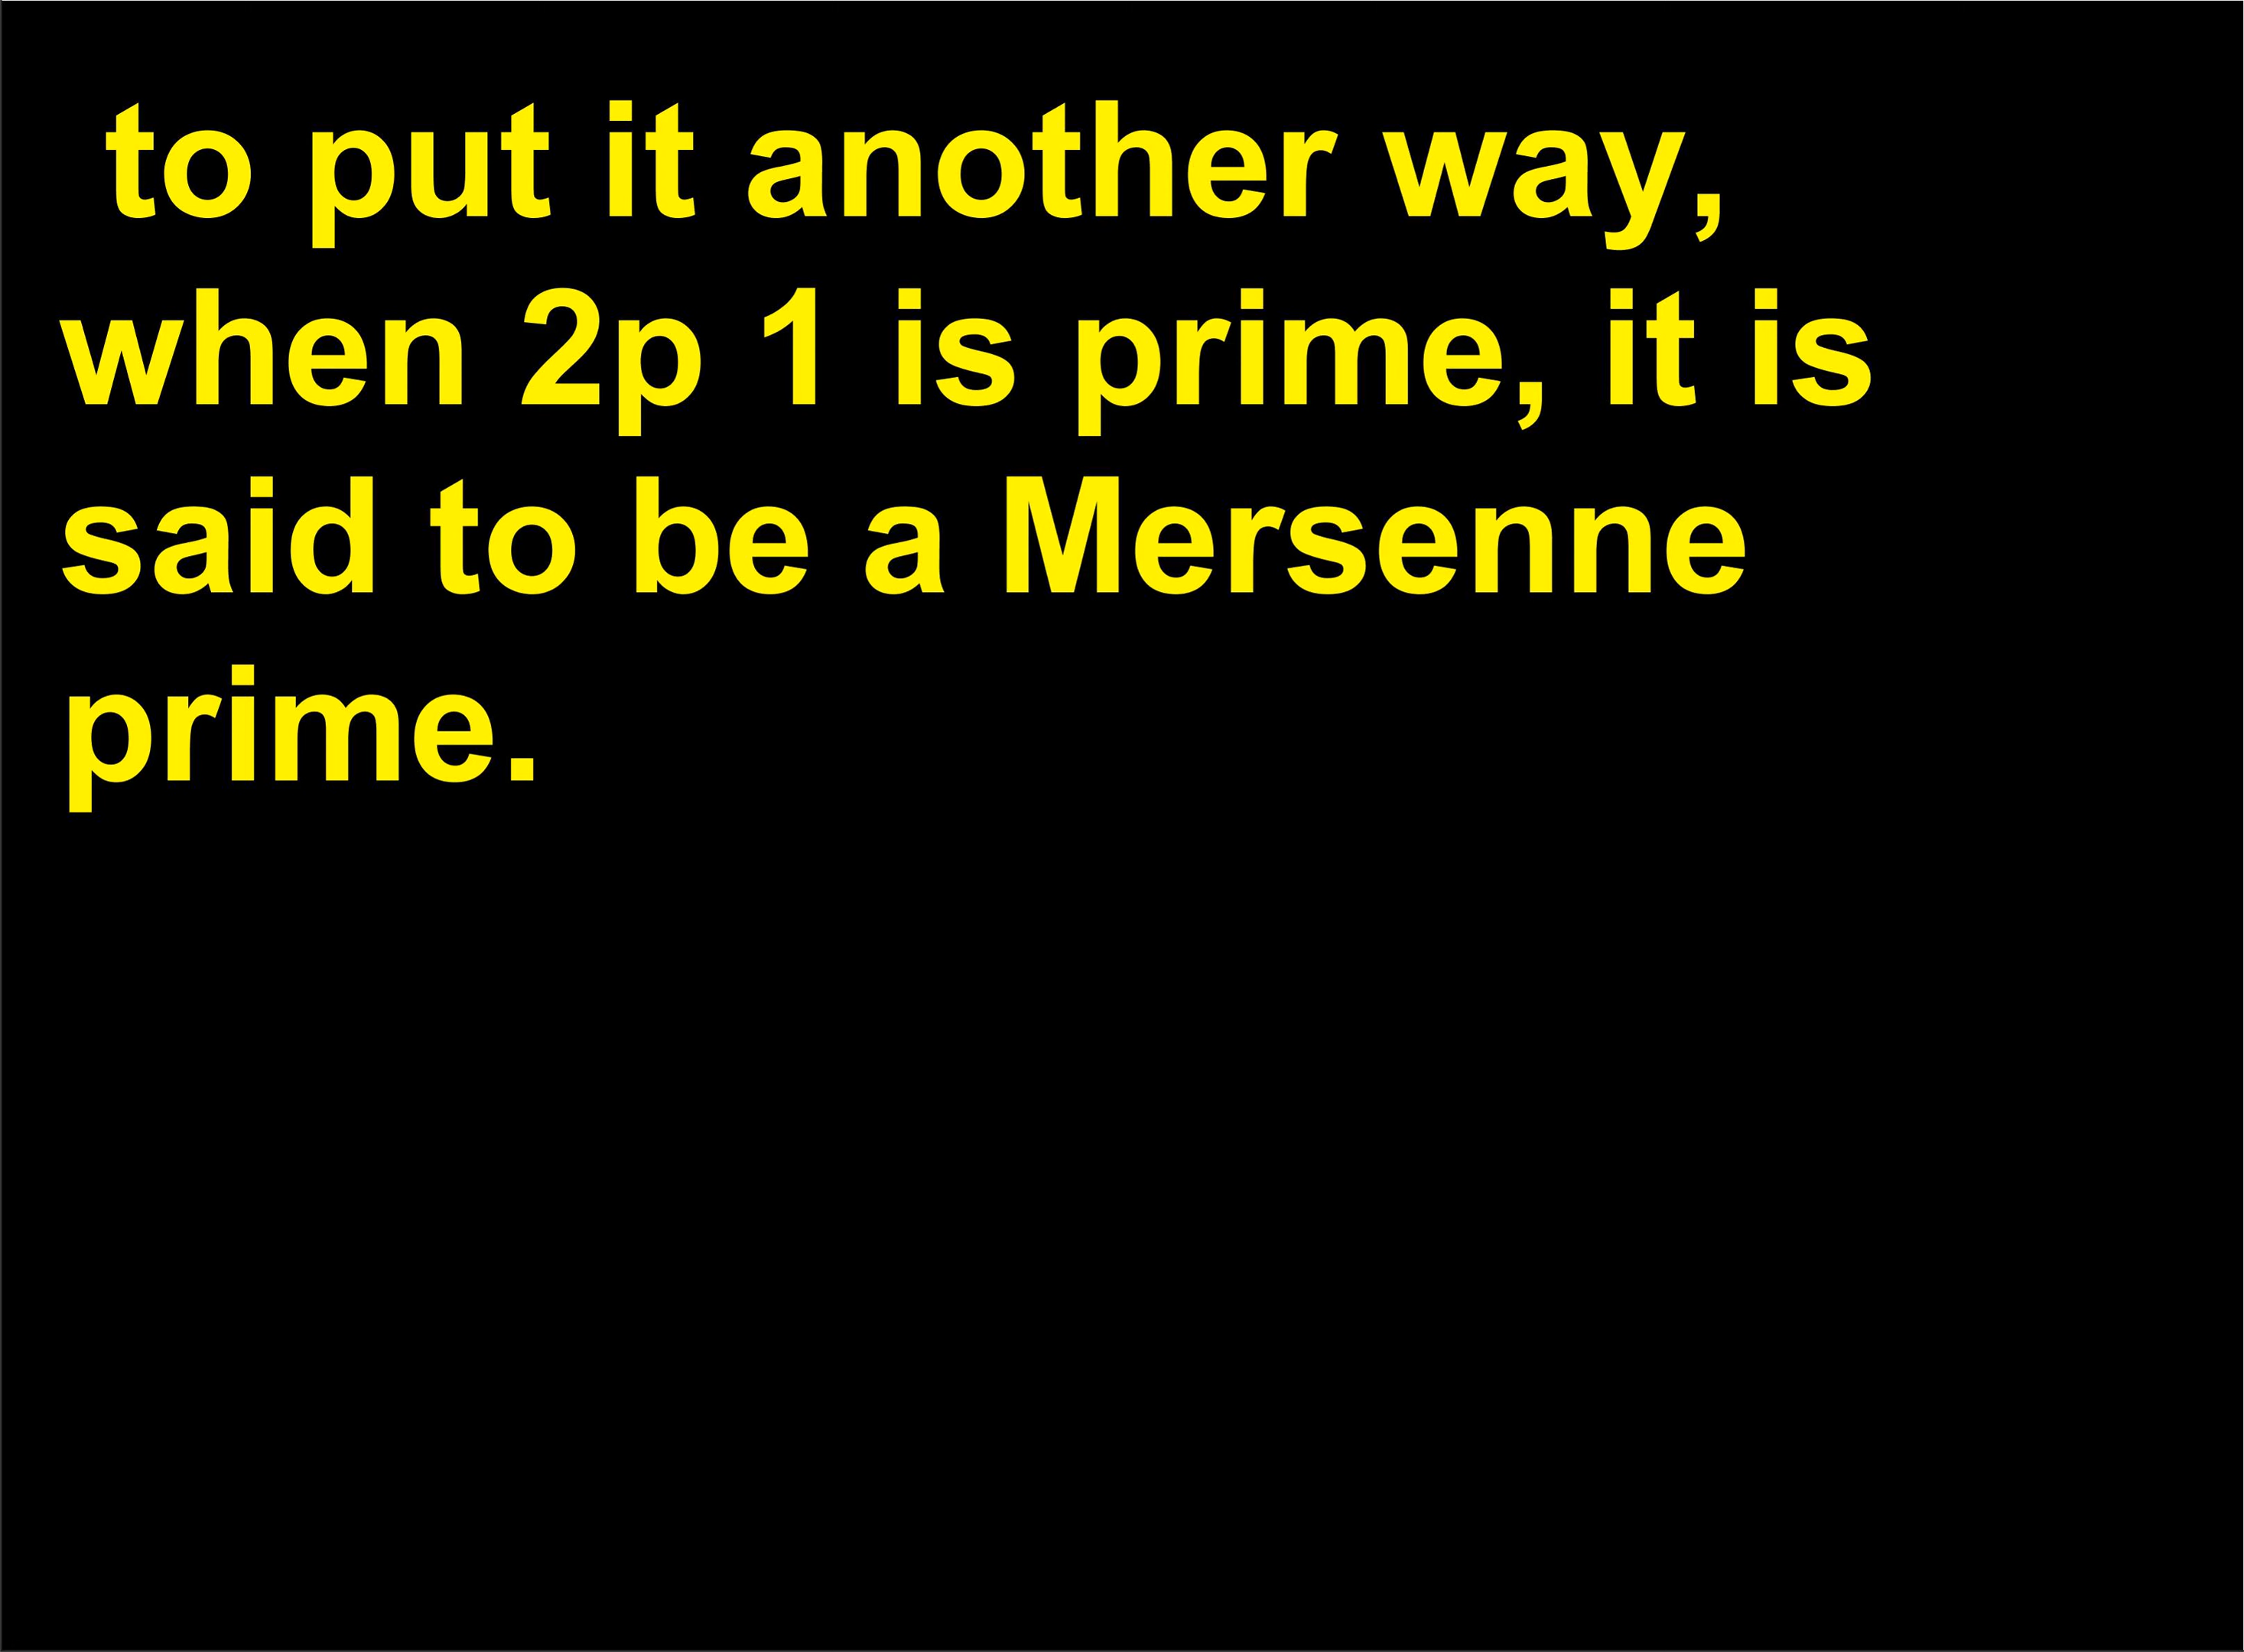 to put it another way,
when 2p 1 is prime, it is
said to be a Mersenne
prime.